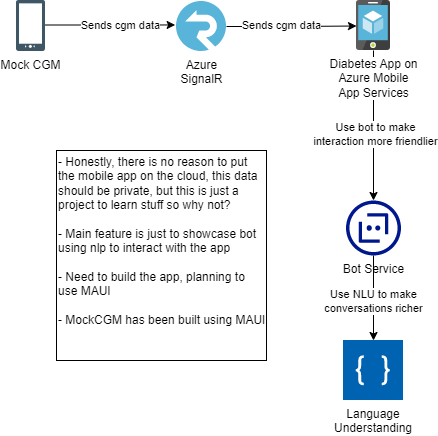 Sends cgm data
Sends cgm data
Mock CGM
Azure
SignalR
Diabetes App on
Azure Mobile
App Services
Use bot to make
interaction more friendlier
- Honestly, there is no reason to put
the mobile app on the cloud, this data
should be private, but this is just a
project to learn stuff so why not?
- Main feature is just to showcase bot
using nlp to interact with the app
- Need to build the app, planning to
use MAUI
- MockCGM has been built using MAUI
Bot Service
Use NLU to make
conversations richer
{ }
Language
Understanding